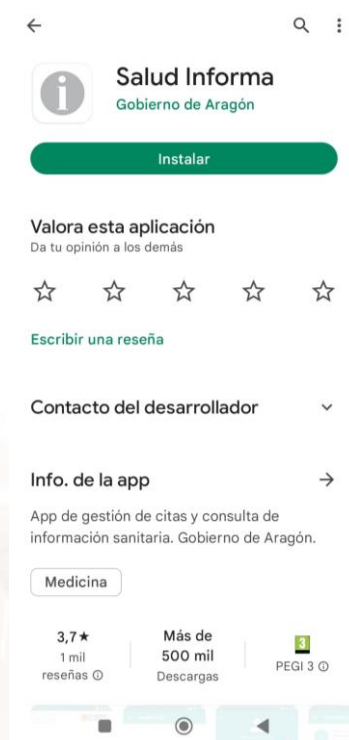 Salud Informa
Gobierno de Aragón
Instalar
Valora esta aplicación
Da tu opinión a los demás
Escribir una reseña
Contacto del desarrollador
Info. de la app
App de gestión de citas y consulta de
información sanitaria. Gobierno de Aragón.
Medicina
3,7★
1 mil
reseñas
Más de
500 mil
Descargas
3
PEGI 3